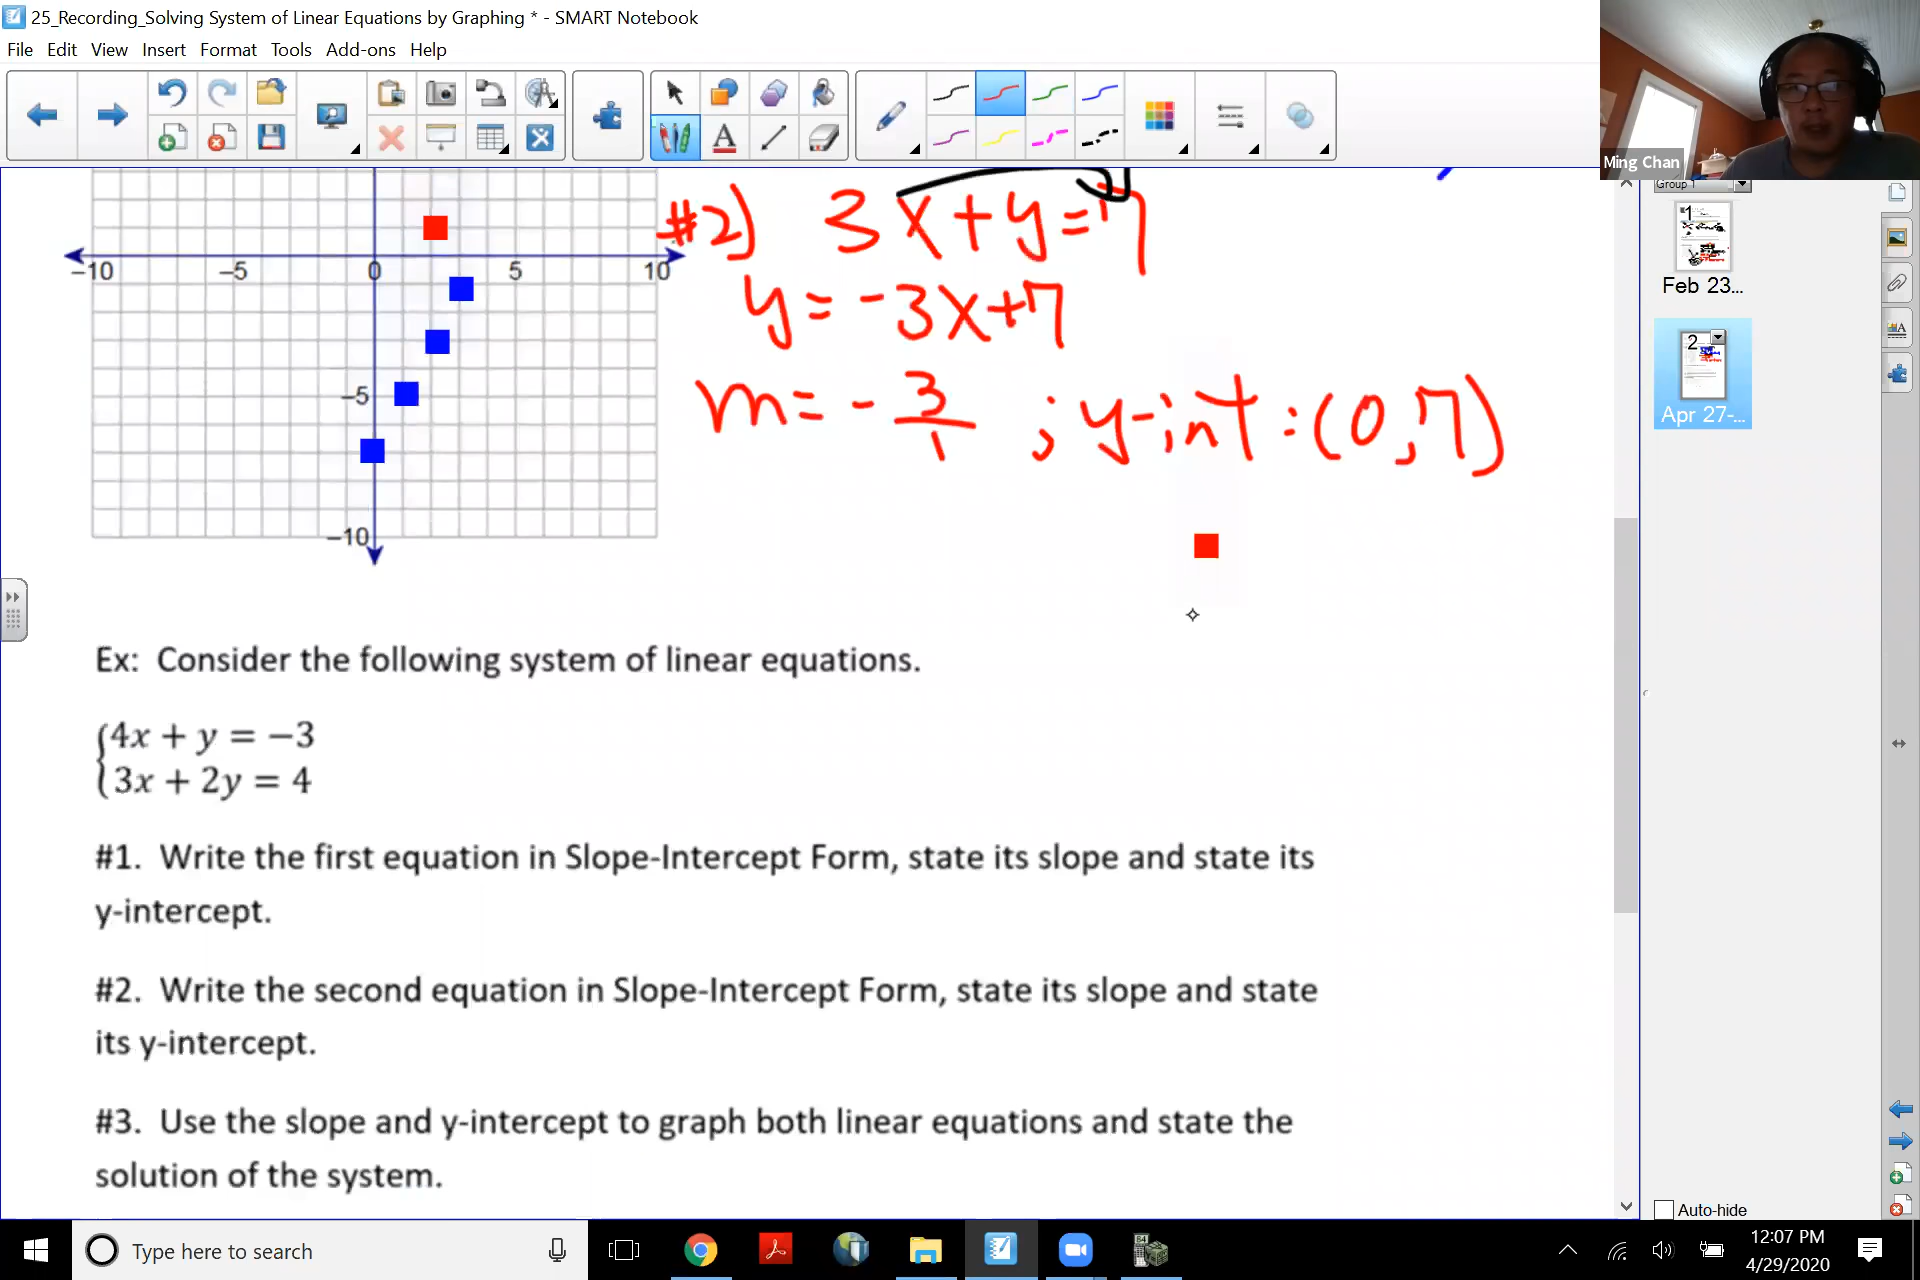 25_Recording_Solving System of Linear Equations by Graphing * - SMART Notebook
File Edit View Insert Format Tools Add-ons Help
Ming Chan
Group 1
1
Feb 23...
2
Apr 27-...
#2) 3x+y=7
y=-3x+7
m=-3/1 ; y-int:(0,7)
-10 -5 0 5 10
-5
-10
Ex: Consider the following system of linear equations.
4x + y = −3
3x + 2y = 4
#1. Write the first equation in Slope-Intercept Form, state its slope and state its
y-intercept.
#2. Write the second equation in Slope-Intercept Form, state its slope and state
its y-intercept.
#3. Use the slope and y-intercept to graph both linear equations and state the
solution of the system.
Auto-hide
Type here to search
12:07 PM
4/29/2020